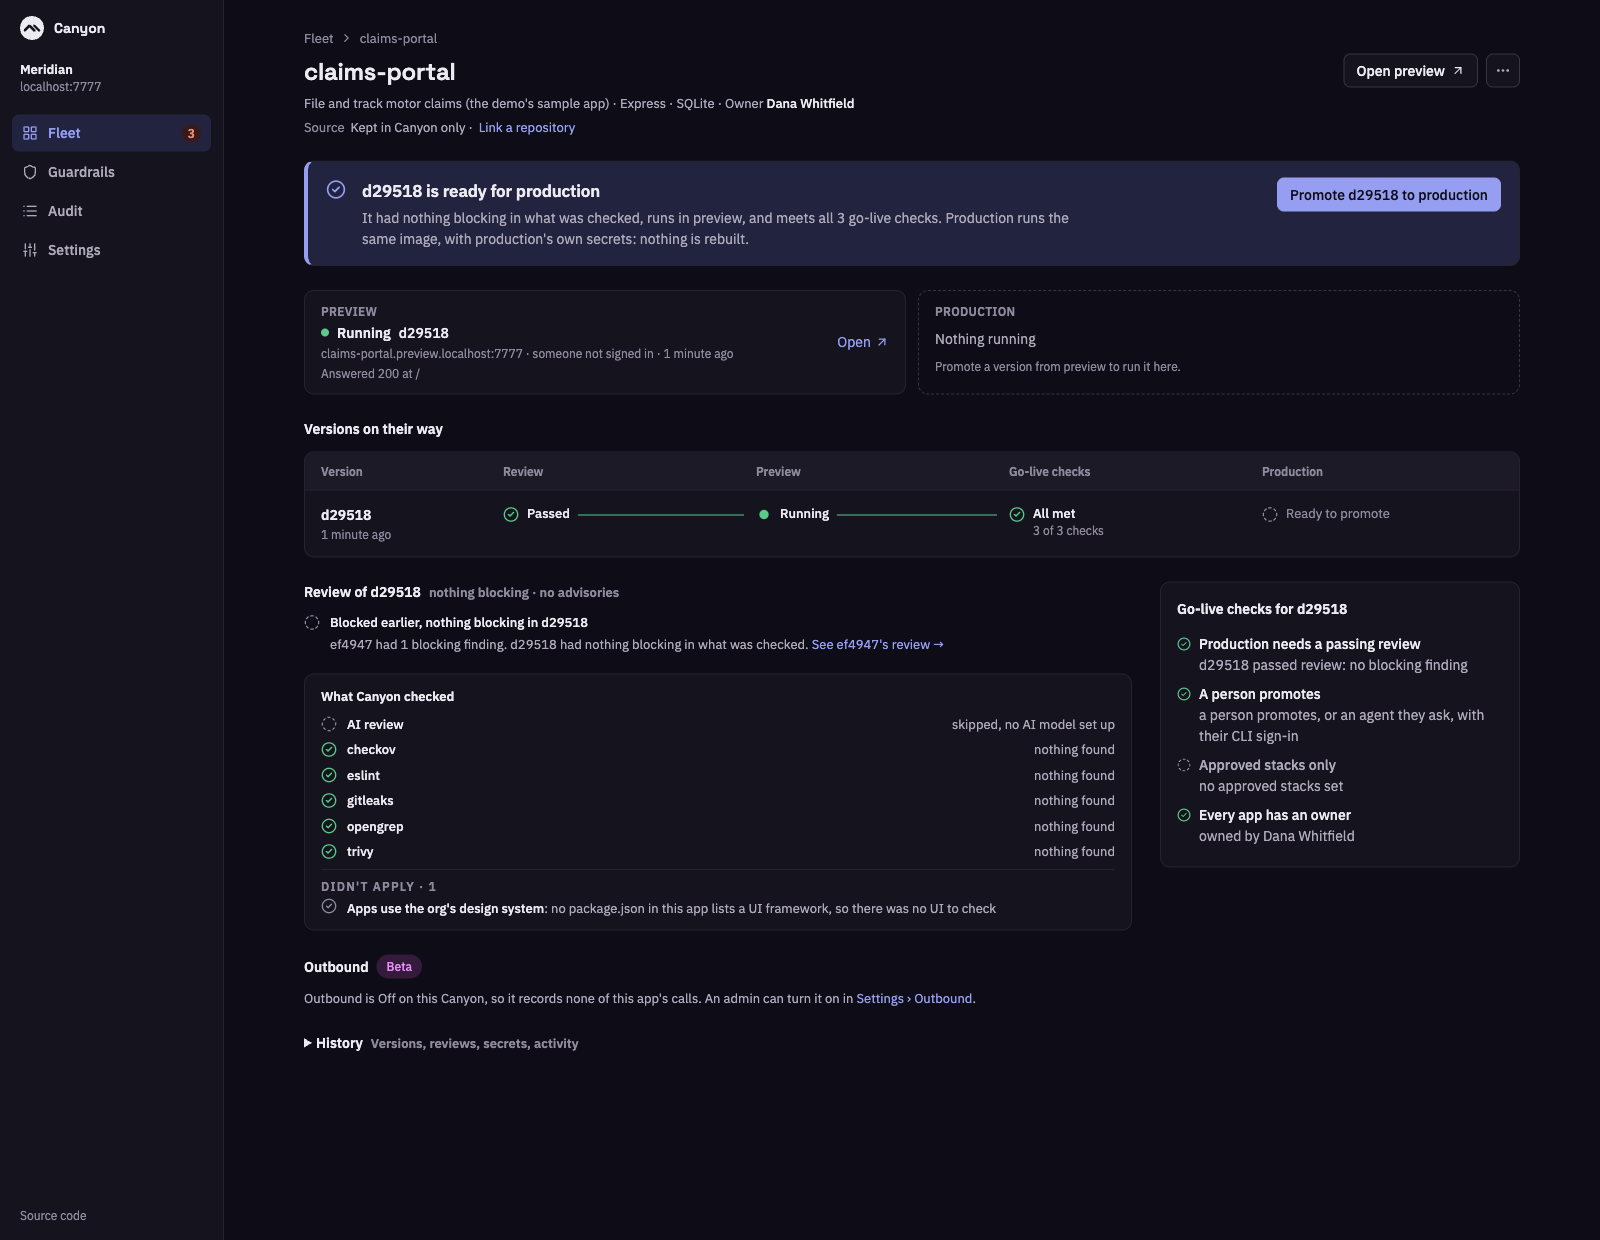 Canyon
Meridian
localhost:7777
Fleet 3
Guardrails
Audit
Settings
Source code
Fleet > claims-portal
claims-portal
Open preview ↗ ···
File and track motor claims (the demo's sample app) · Express · SQLite · Owner Dana Whitfield
Source Kept in Canyon only · Link a repository
d29518 is ready for production
Promote d29518 to production
It had nothing blocking in what was checked, runs in preview, and meets all 3 go-live checks. Production runs the
same image, with production's own secrets: nothing is rebuilt.
PREVIEW
Running d29518
claims-portal.preview.localhost:7777 · someone not signed in · 1 minute ago
Answered 200 at /
Open ↗
PRODUCTION
Nothing running
Promote a version from preview to run it here.
Versions on their way
Version Review Preview Go-live checks Production
d29518 Passed Running All met Ready to promote
1 minute ago 3 of 3 checks
Review of d29518 nothing blocking · no advisories
Blocked earlier, nothing blocking in d29518
ef4947 had 1 blocking finding. d29518 had nothing blocking in what was checked. See ef4947's review →
What Canyon checked
AI review skipped, no AI model set up
checkov nothing found
eslint nothing found
gitleaks nothing found
opengrep nothing found
trivy nothing found
DIDN'T APPLY · 1
Apps use the org's design system: no package.json in this app lists a UI framework, so there was no UI to check
Go-live checks for d29518
Production needs a passing review
d29518 passed review: no blocking finding
A person promotes
a person promotes, or an agent they ask, with
their CLI sign-in
Approved stacks only
no approved stacks set
Every app has an owner
owned by Dana Whitfield
Outbound Beta
Outbound is Off on this Canyon, so it records none of this app's calls. An admin can turn it on in Settings › Outbound.
History Versions, reviews, secrets, activity